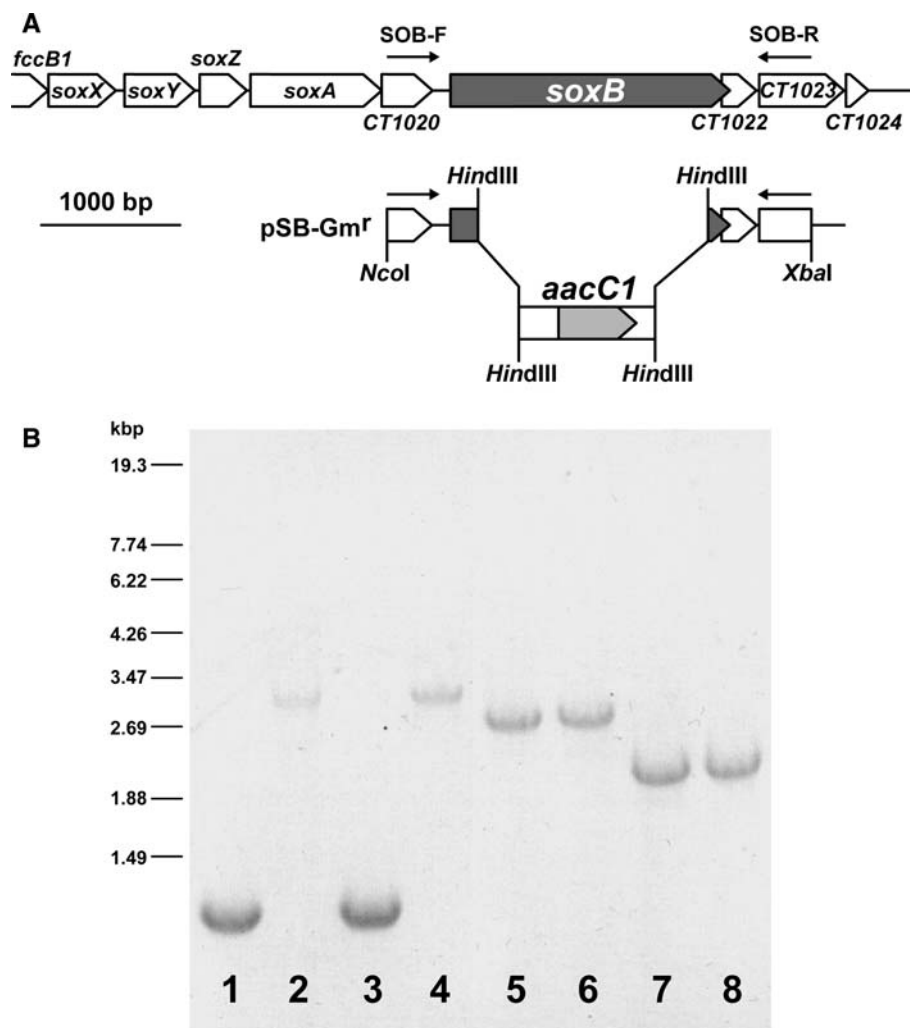 A
SOB-F SOB-R
fccB1 soxZ
soxX soxY soxA soxB CT1023
CT1020 CT1022 CT1024
1000 bp
HindIII HindIII
pSB-Gmʳ
NcoI XbaI
aacC1
HindIII HindIII
B
kbp
19.3
7.74
6.22
4.26
3.47
2.69
1.88
1.49
1 2 3 4 5 6 7 8